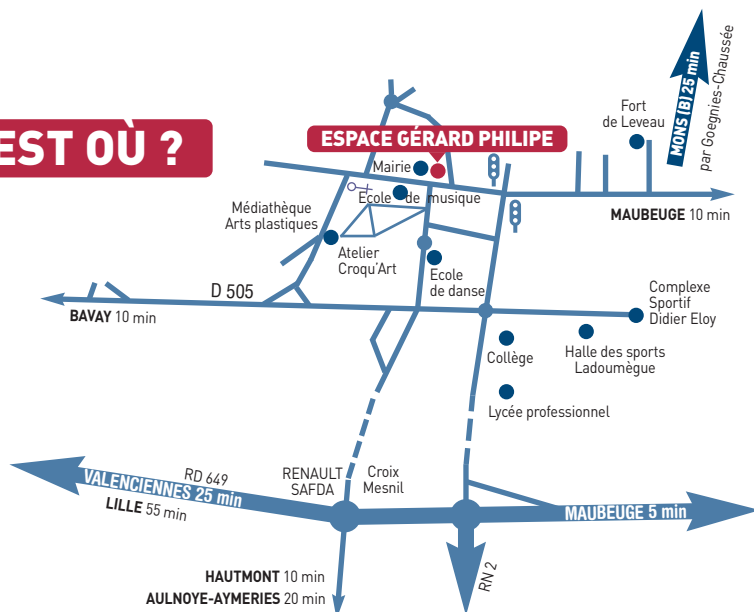 EST OÙ ?
ESPACE GÉRARD PHILIPE
MONS (B) 25 min
par Goegnies-Chaussée
Fort
de Leveau
Mairie
Ecole de musique
MAUBEUGE 10 min
Médiathèque
Arts plastiques
Atelier
Croqu'Art
Ecole
de danse
D 505
BAVAY 10 min
Complexe
Sportif
Didier Eloy
Collège
Halle des sports
Ladoumègue
Lycée professionnel
RD 649
VALENCIENNES 25 min
LILLE 55 min
RENAULT
SAFDA
Croix
Mesnil
MAUBEUGE 5 min
RN 2
HAUTMONT 10 min
AULNOYE-AYMERIES 20 min